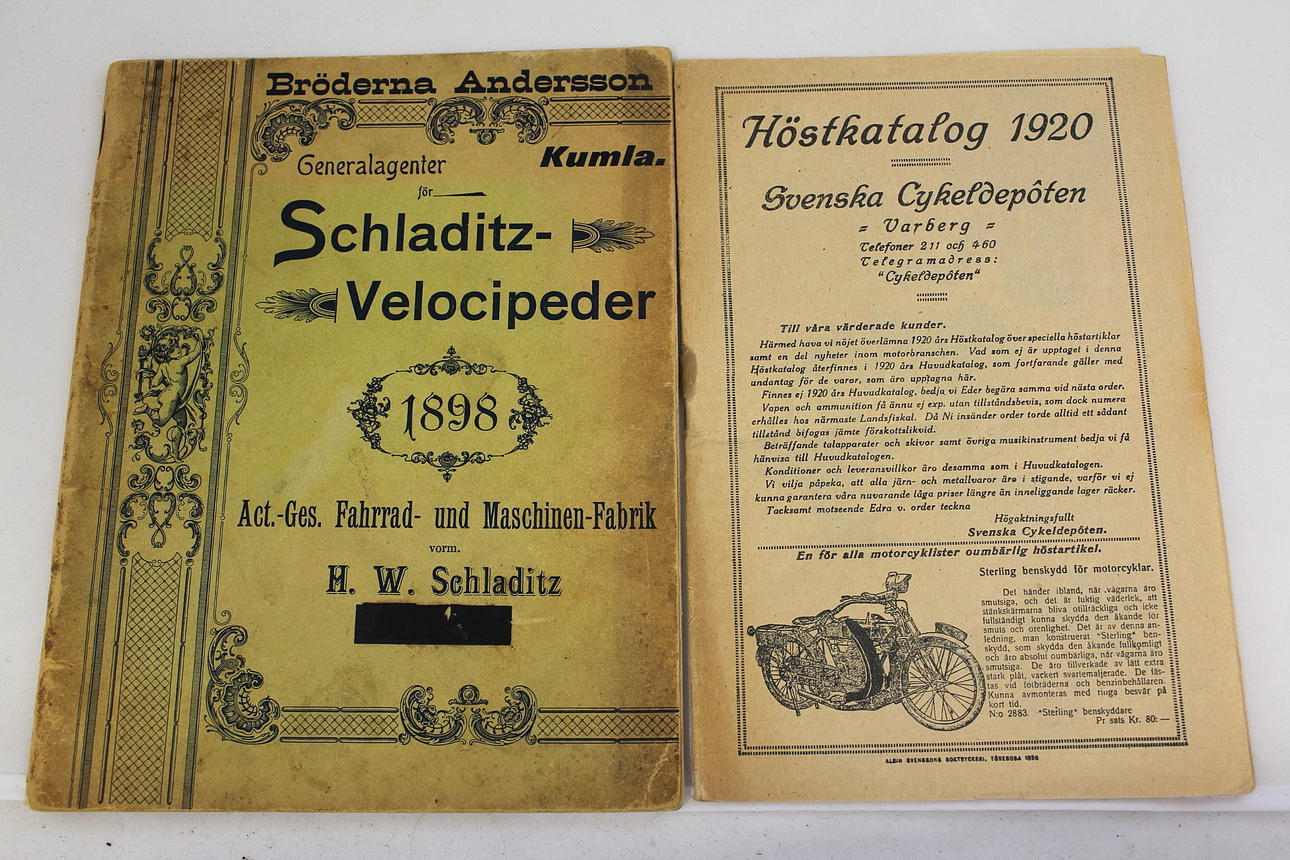 Bröderna Andersson
Kumla.
Generalagenter
för
Schladitz-
Velocipeder
1898
Act.-Ges. Fahrrad- und Maschinen-Fabrik
vorm.
H. W. Schladitz
Höstkatalog 1920
Svenska Cykeldepôten
= Varberg =
Telefoner 211 och 460
Telegramadress:
"Cykeldepôten"
Till våra värderade kunder.
Härmed hava vi nöjet överlämna 1920 års Höstkatalog över speciella höstartiklar
samt en del nyheter inom motorbranschen. Vad som ej är upptaget i denna
Höstkatalog återfinnes i 1920 års Huvudkatalog, som fortfarande gäller med
undantag för de varor, som äro upptagna här.
Finnes ej 1920 års Huvudkatalog, bedja vi Eder begära samma vid nästa order.
Vapen och ammunition få ännu ej exp. utan tillståndsbevis, som dock numera
erhålles hos närmaste Landsfiskal. Då Ni insänder order torde alltid ett sådant
tillstånd bifogas jämte förskottslikvid.
Beträffande talapparater och skivor samt övriga musikinstrument bedja vi få
hänvisa till Huvudkatalogen.
Konditioner och leveransvillkor äro desamma som i Huvudkatalogen.
Vi vilja påpeka, att alla järn- och metallvaror äro i stigande, varför vi ej
kunna garantera våra nuvarande låga priser längre än inneliggande lager räcker.
Tacksamt motseende Edra v. order teckna
Högaktningsfullt
Svenska Cykeldepôten.
En för alla motorcyklister oumbärlig höstartikel.
Sterling benskydd för motorcyklar.
Det händer ibland, när vägarna äro
smutsiga, och det är fuktig väderlek, att
stänkskärmarna bliva otillräckliga och icke
fullständigt kunna skydda den åkande för
smuts och orenlighet. Det är av denna an-
ledning, man konstruerat "Sterling" ben-
skydd, som skydda den åkande fullkomligt
och äro absolut oumbärliga, när vägarna äro
smutsiga. De äro tillverkade av lätt extra
stark plåt, vackert svartemaljerade. De fäs-
tas vid fotbräderna och benzinbehållaren.
Kunna avmonteras med ringa besvär på
kort tid.
N:o 2883. "Sterling" benskyddare
Pr sats Kr. 80:—
ALBIN SVENSSONS BOKTRYCKERI, TÖREBODA 1920